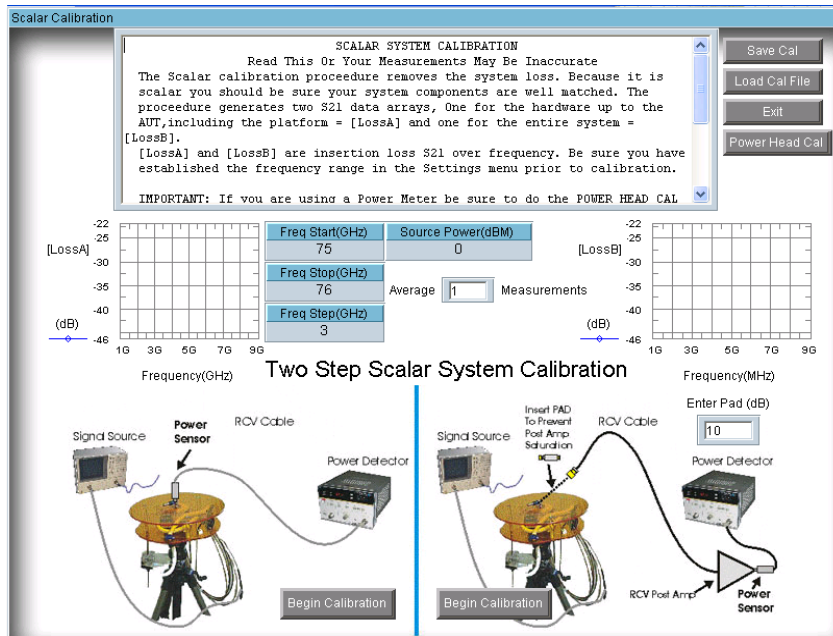 Scalar Calibration
SCALAR SYSTEM CALIBRATION
Read This Or Your Measurements May Be Inaccurate
The Scalar calibration proceedure removes the system loss. Because it is
scalar you should be sure your system components are well matched. The
proceedure generates two S21 data arrays, One for the hardware up to the
AUT,including the platform = [LossA] and one for the entire system =
[LossB].
[LossA] and [LossB] are insertion loss S21 over frequency. Be sure you have
established the frequency range in the Settings menu prior to calibration.
IMPORTANT: If you are using a Power Meter be sure to do the POWER HEAD CAL
Save Cal
Load Cal File
Exit
Power Head Cal
[LossA]
(dB)
-22
-25
-30
-35
-40
-46
1G 3G 5G 7G 9G
Frequency(GHz)
Freq Start(GHz)
75
Freq Stop(GHz)
76
Freq Step(GHz)
3
Source Power(dBM)
0
Average 1 Measurements
[LossB]
(dB)
-22
-25
-30
-35
-40
-46
1G 3G 5G 7G 9G
Frequency(MHz)
Two Step Scalar System Calibration
Signal Source
Power
Sensor
RCV Cable
Power Detector
Begin Calibration
Signal Source
Insert PAD
To Prevent
Post Amp
Saturation
RCV Cable
Enter Pad (dB)
10
Power Detector
RCV Post Amp
Power
Sensor
Begin Calibration